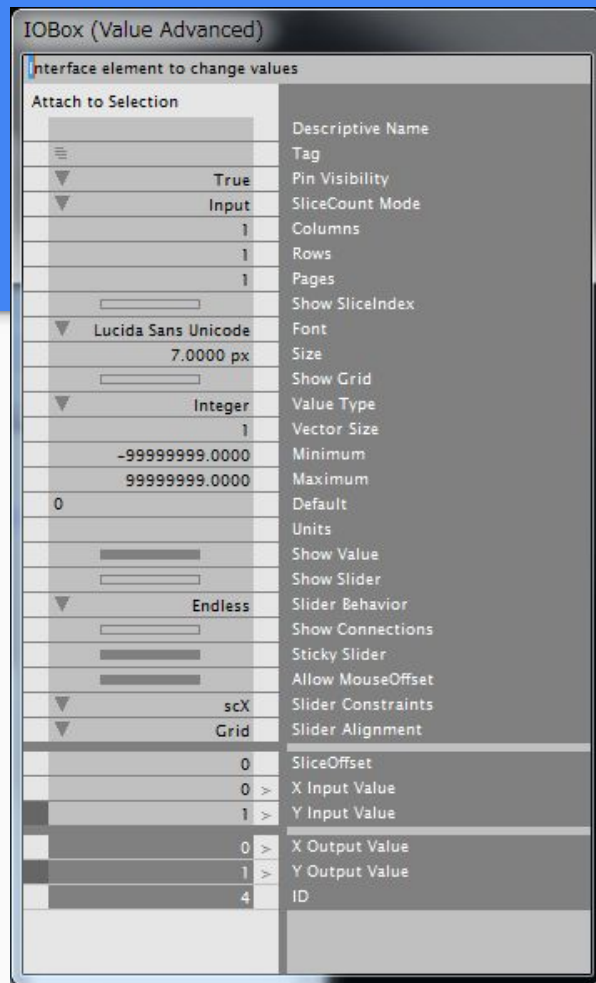 IOBox (Value Advanced)
Interface element to change values
Attach to Selection
Descriptive Name
Tag
True Pin Visibility
Input SliceCount Mode
1 Columns
1 Rows
1 Pages
Show SliceIndex
Lucida Sans Unicode Font
7.0000 px Size
Show Grid
Integer Value Type
1 Vector Size
-99999999.0000 Minimum
99999999.0000 Maximum
0 Default
Units
Show Value
Show Slider
Endless Slider Behavior
Show Connections
Sticky Slider
Allow MouseOffset
scX Slider Constraints
Grid Slider Alignment
0 SliceOffset
0 > X Input Value
1 > Y Input Value
0 > X Output Value
1 > Y Output Value
4 ID